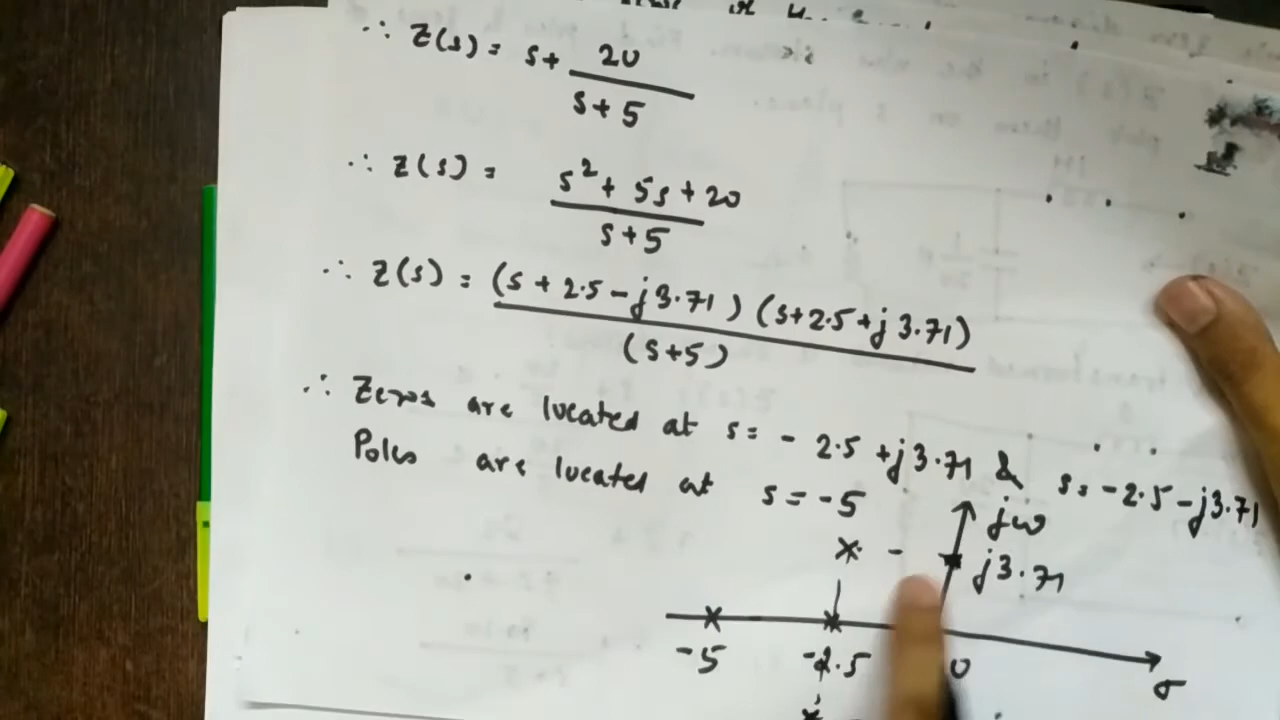 ∴ Z(s) = s + 20
s + 5
∴ Z(s) = s² + 5s + 20
s + 5
∴ Z(s) = (s + 2.5 - j3.71) (s+2.5+j3.71)
(s+5)
∴ Zeros are located at s = - 2.5 + j3.71 & s = -2.5 - j3.71
Poles are located at s = -5
jω
j3.71
-5 -2.5 0 σ